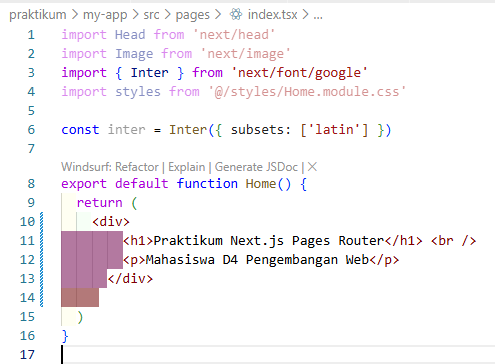 praktikum > my-app > src > pages > index.tsx > ...
1 import Head from 'next/head'
2 import Image from 'next/image'
3 import { Inter } from 'next/font/google'
4 import styles from '@/styles/Home.module.css'
5
6 const inter = Inter({ subsets: ['latin'] })
7
Windsurf: Refactor | Explain | Generate JSDoc | X
8 export default function Home() {
9 return (
10 <div>
11 <h1>Praktikum Next.js Pages Router</h1> <br />
12 <p>Mahasiswa D4 Pengembangan Web</p>
13 </div>
14
15 )
16 }
17